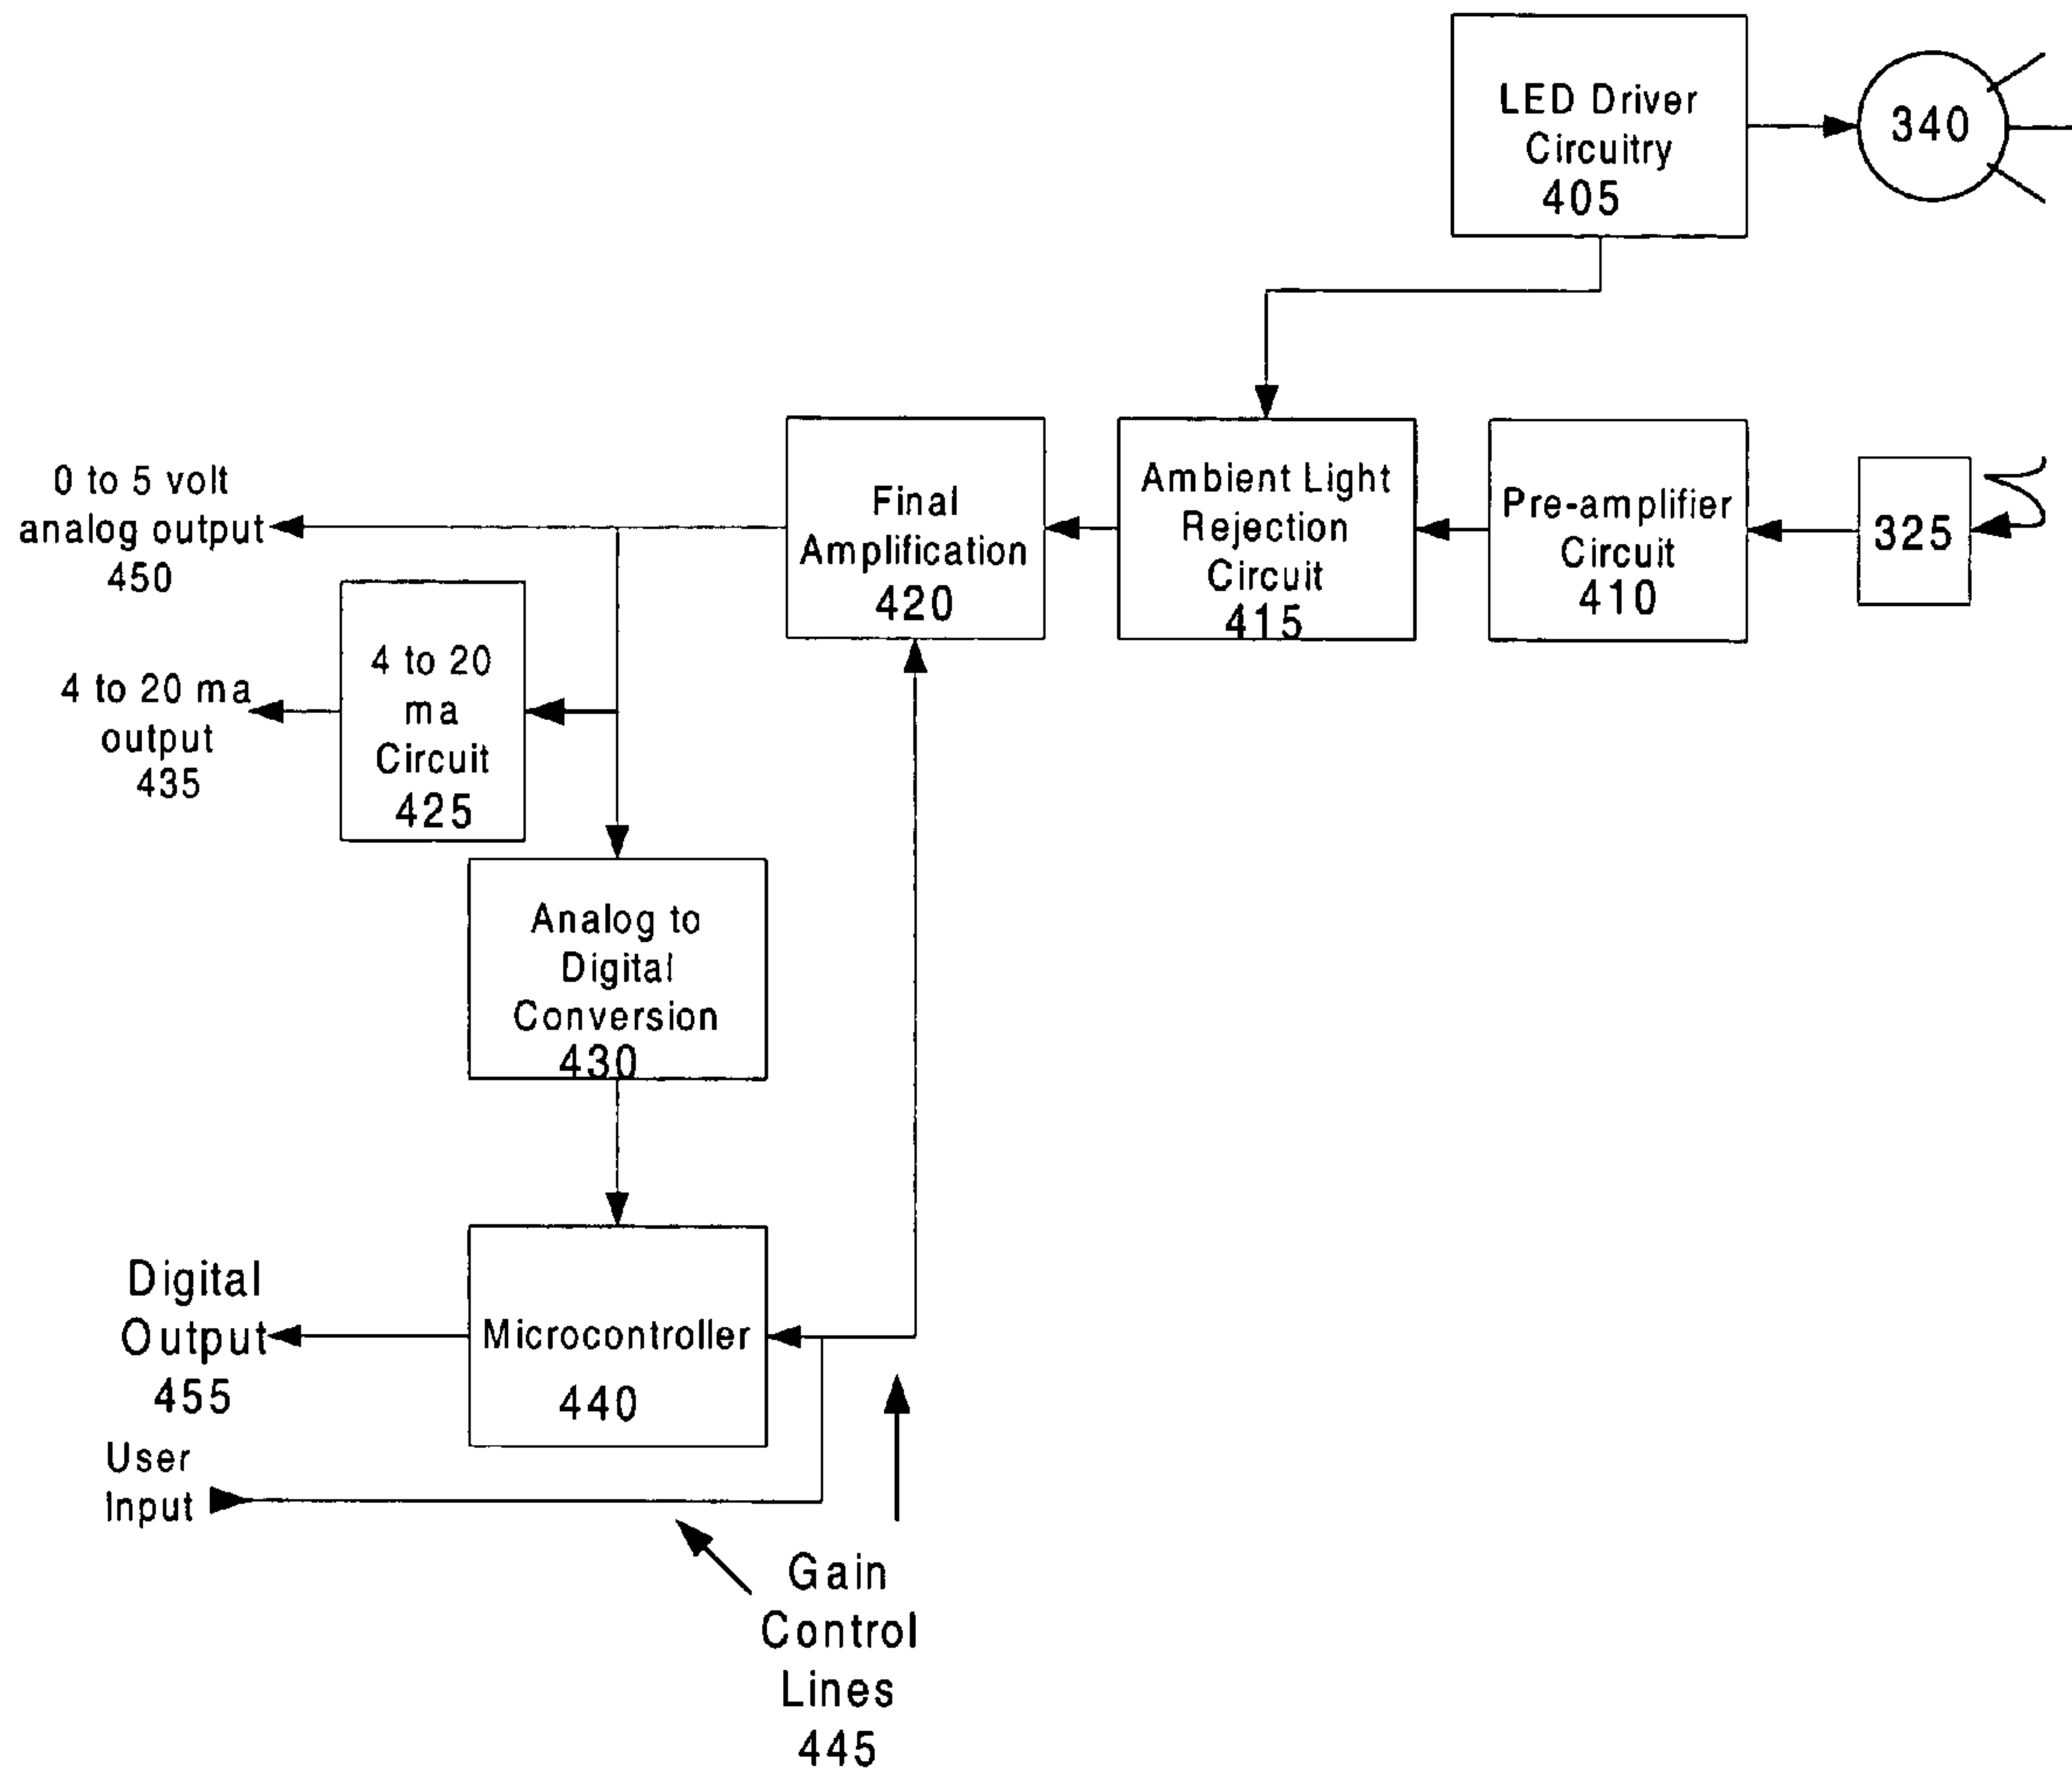 LED Driver
Circuitry
405
340
0 to 5 volt
analog output
450
Final
Amplification
420
Ambient Light
Rejection
Circuit
415
Pre-amplifier
Circuit
410
325
4 to 20 ma
output
435
4 to 20
ma
Circuit
425
Analog to
Digital
Conversion
430
Digital
Output
455
Microcontroller
440
User
Input
Gain
Control
Lines
445